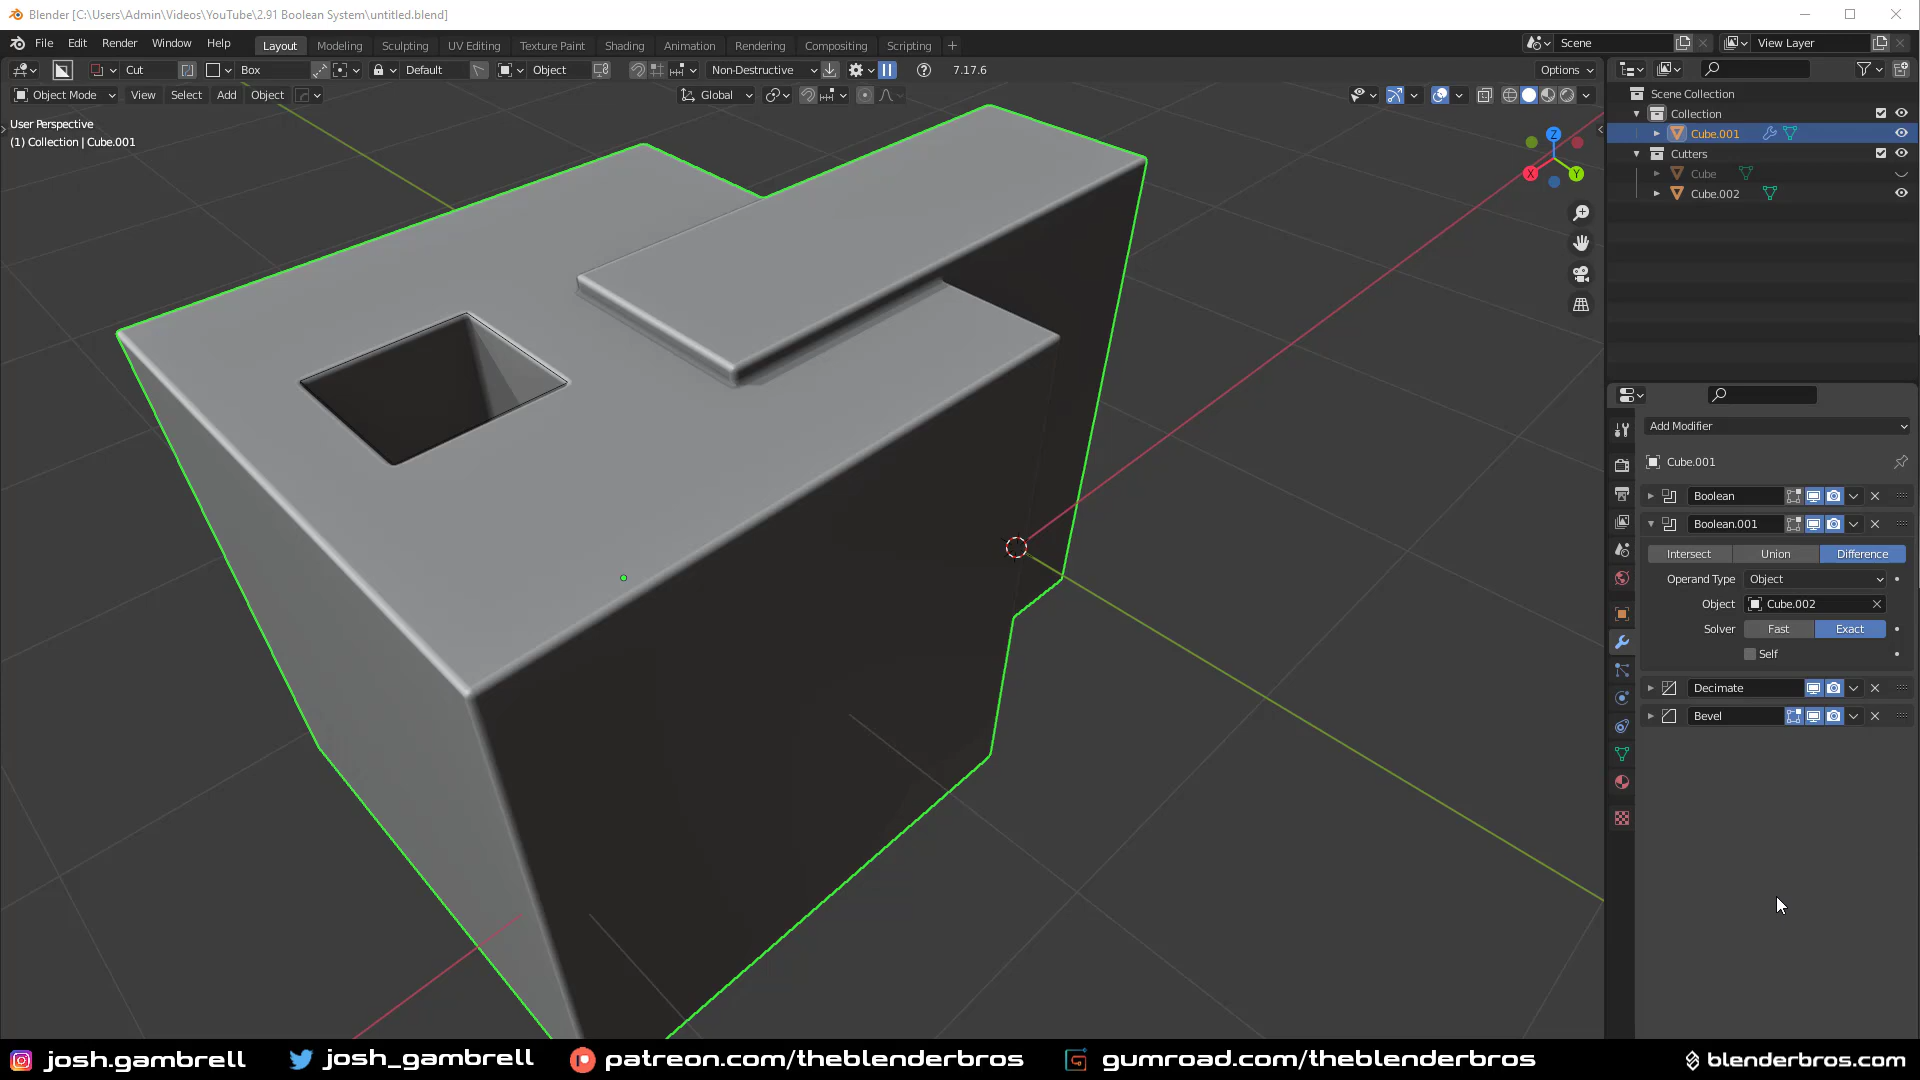 Blender [C:\Users\Admin\Videos\YouTube\2.91 Boolean System\untitled.blend]
File Edit Render Window Help Layout Modeling Sculpting UV Editing Texture Paint Shading Animation Rendering Compositing Scripting + Scene View Layer
Cut Box Default Object Non-Destructive 7.17.6 Options
Object Mode View Select Add Object Global
User Perspective
(1) Collection | Cube.001
Z
X Y
Scene Collection
Collection
Cube.001
Cutters
Cube
Cube.002
Add Modifier
Cube.001
Boolean
Boolean.001
Intersect Union Difference
Operand Type Object
Object Cube.002
Solver Fast Exact
Self
Decimate
Bevel
josh.gambrell josh_gambrell patreon.com/theblenderbros gumroad.com/theblenderbros blenderbros.com